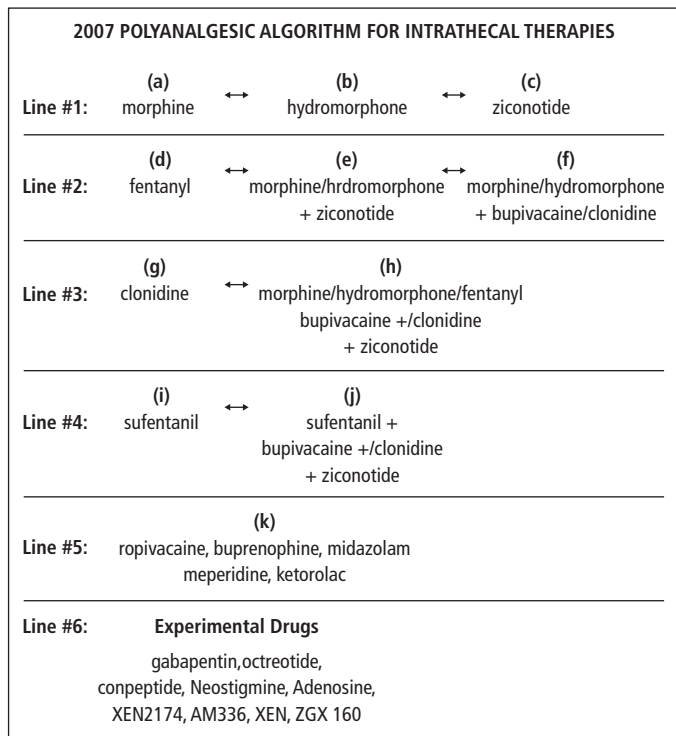 2007 POLYANALGESIC ALGORITHM FOR INTRATHECAL THERAPIES
(a) (b) (c)
Line #1: morphine ↔ hydromorphone ↔ ziconotide
(d) (e) (f)
Line #2: fentanyl ↔ morphine/hrdromorphone ↔ morphine/hydromorphone
+ ziconotide + bupivacaine/clonidine
(g) (h)
Line #3: clonidine ↔ morphine/hydromorphone/fentanyl
bupivacaine +/clonidine
+ ziconotide
(i) (j)
Line #4: sufentanil ↔ sufentanil +
bupivacaine +/clonidine
+ ziconotide
(k)
Line #5: ropivacaine, buprenophine, midazolam
meperidine, ketorolac
Line #6: Experimental Drugs
gabapentin,octreotide,
conpeptide, Neostigmine, Adenosine,
XEN2174, AM336, XEN, ZGX 160